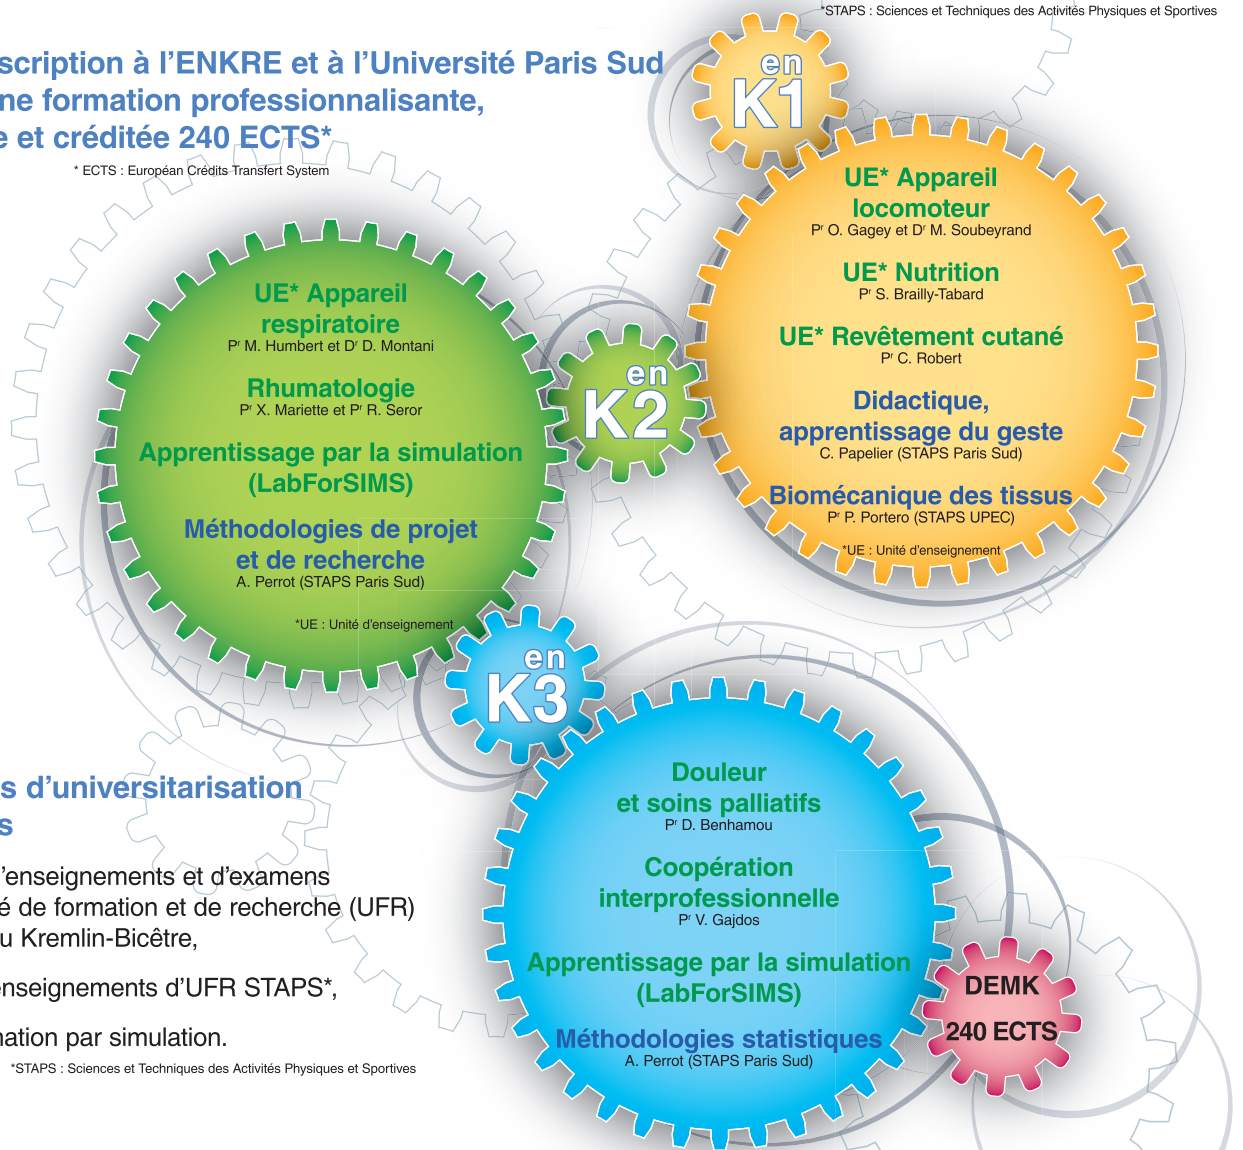 *STAPS : Sciences et Techniques des Activités Physiques et Sportives
scription à l'ENKRE et à l'Université Paris Sud
ne formation professionnalisante,
e et créditée 240 ECTS*
* ECTS : Européan Crédits Transfert System
en
K1
UE* Appareil
locomoteur
Pr O. Gagey et Dr M. Soubeyrand
UE* Nutrition
Pr S. Brailly-Tabard
UE* Revêtement cutané
Pr C. Robert
Didactique,
apprentissage du geste
C. Papelier (STAPS Paris Sud)
Biomécanique des tissus
Pr P. Portero (STAPS UPEC)
*UE : Unité d'enseignement
en
K2
UE* Appareil
respiratoire
Pr M. Humbert et Dr D. Montani
Rhumatologie
Pr X. Mariette et Pr R. Seror
Apprentissage par la simulation
(LabForSIMS)
Méthodologies de projet
et de recherche
A. Perrot (STAPS Paris Sud)
*UE : Unité d'enseignement
en
K3
Douleur
et soins palliatifs
Pr D. Benhamou
Coopération
interprofessionnelle
Pr V. Gajdos
Apprentissage par la simulation
(LabForSIMS)
Méthodologies statistiques
A. Perrot (STAPS Paris Sud)
DEMK
240 ECTS
s d'universitarisation
s
'enseignements et d'examens
é de formation et de recherche (UFR)
u Kremlin-Bicêtre,
enseignements d'UFR STAPS*,
mation par simulation.
*STAPS : Sciences et Techniques des Activités Physiques et Sportives